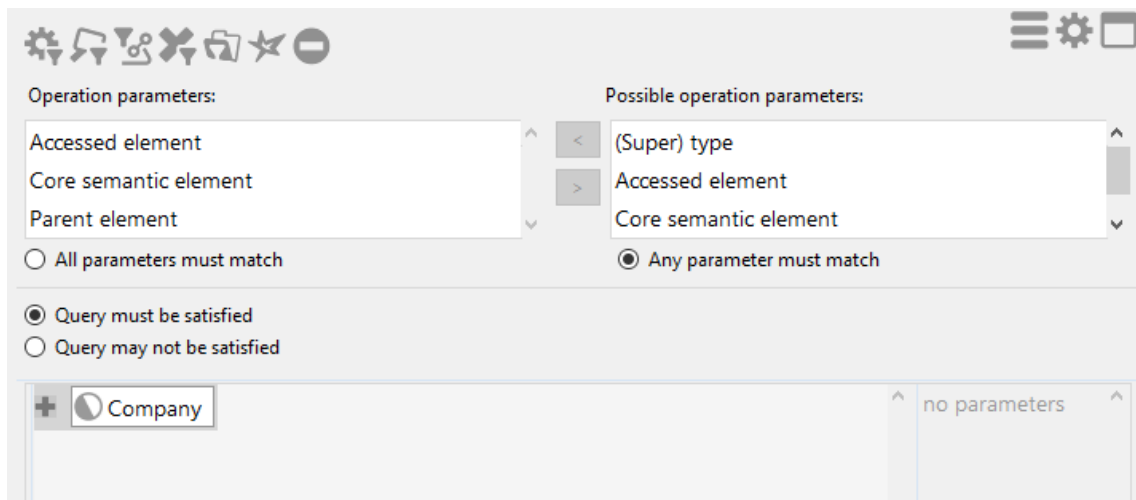 Operation parameters:
Possible operation parameters:
Accessed element
Core semantic element
Parent element
<
>
(Super) type
Accessed element
Core semantic element
All parameters must match
Any parameter must match
Query must be satisfied
Query may not be satisfied
Company
no parameters